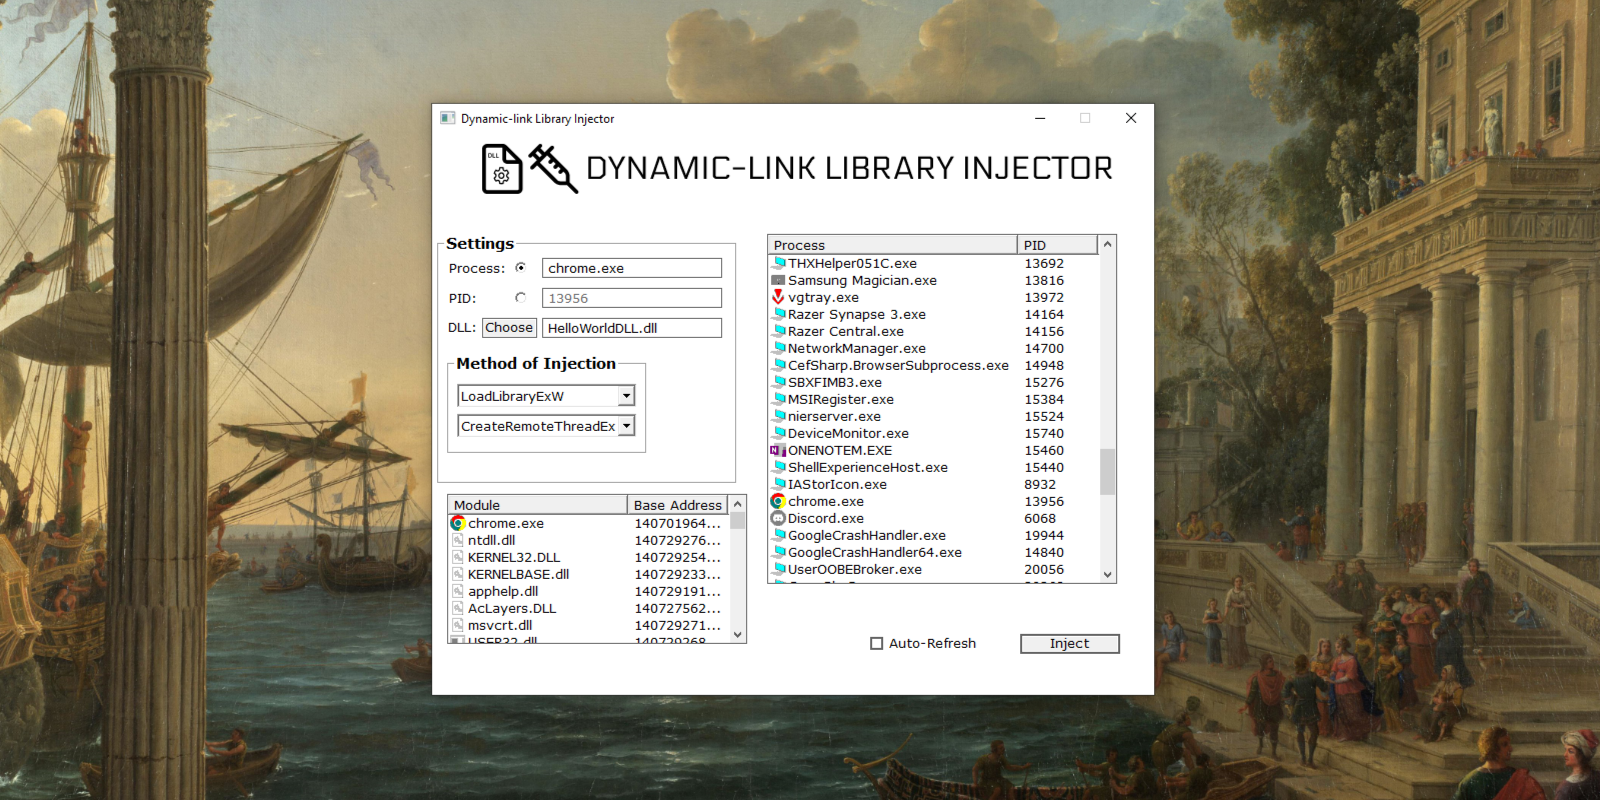 Dynamic-link Library Injector
DLL
DYNAMIC-LINK LIBRARY INJECTOR
Settings
Process: chrome.exe
PID: 13956
DLL: Choose HelloWorldDLL.dll
Method of Injection
LoadLibraryExW
CreateRemoteThreadEx
Module Base Address
chrome.exe 140701964...
ntdll.dll 140729276...
KERNEL32.DLL 140729254...
KERNELBASE.dll 140729233...
apphelp.dll 140729191...
AcLayers.DLL 140727562...
msvcrt.dll 140729271...
USER32.dll 140729268...
Process PID
THXHelper051C.exe 13692
Samsung Magician.exe 13816
vgtray.exe 13972
Razer Synapse 3.exe 14164
Razer Central.exe 14156
NetworkManager.exe 14700
CefSharp.BrowserSubprocess.exe 14948
SBXFIMB3.exe 15276
MSIRegister.exe 15384
nierserver.exe 15524
DeviceMonitor.exe 15740
ONENOTEM.EXE 15460
ShellExperienceHost.exe 15440
IAStorIcon.exe 8932
chrome.exe 13956
Discord.exe 6068
GoogleCrashHandler.exe 19944
GoogleCrashHandler64.exe 14840
UserOOBEBroker.exe 20056
Auto-Refresh
Inject